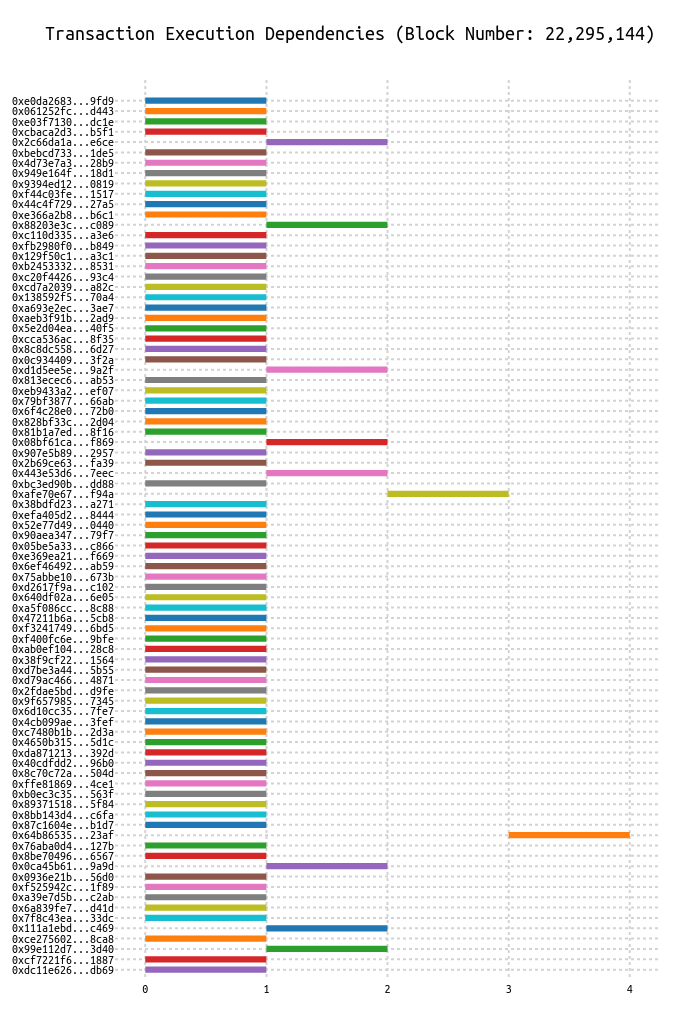 Transaction Execution Dependencies (Block Number: 22,295,144)
0xe0da2683...9fd9
0x061252fc...d443
0xe03f7130...dc1e
0xcbaca2d3...b5f1
0x2c66da1a...e6ce
0xbebcd733...1de5
0x4d73e7a3...28b9
0x949e164f...18d1
0x9394ed12...0819
0xf44c03fe...1517
0x44c4f729...27a5
0xe366a2b8...b6c1
0x88203e3c...c089
0xc110d335...a3e6
0xfb2980f0...b849
0x129f50c1...a3c1
0xb2453332...8531
0xc20f4426...93c4
0xcd7a2039...a82c
0x138592f5...70a4
0xa693e2ec...3ae7
0xaeb3f91b...2ad9
0x5e2d04ea...40f5
0xcca536ac...8f35
0x8c8dc558...6d27
0x0c934409...3f2a
0xd1d5ee5e...9a2f
0x813ecec6...ab53
0xeb9433a2...ef07
0x79bf3877...66ab
0x6f4c28e0...72b0
0x828bf33c...2d04
0x81b1a7ed...8f16
0x08bf61ca...f869
0x907e5b89...2957
0x2b69ce63...fa39
0x443e53d6...7eec
0xbc3ed90b...dd88
0xafe70e67...f94a
0x38bdfd23...a271
0xefa405d2...8444
0x52e77d49...0440
0x90aea347...79f7
0x05be5a33...c866
0xe369ea21...f669
0x6ef46492...ab59
0x75abbe10...673b
0xd2617f9a...c102
0x640df02a...6e05
0xa5f086cc...8c88
0x47211b6a...5cb8
0xf3241749...6bd5
0xf400fc6e...9bfe
0xab0ef104...28c8
0x38f9cf22...1564
0xd7be3a44...5b55
0xd79ac466...4871
0x2fdae5bd...d9fe
0x9f657985...7345
0x6d10cc35...7fe7
0x4cb099ae...3fef
0xc7480b1b...2d3a
0x4650b315...5d1c
0xda871213...392d
0x40cdfdd2...96b0
0x8c70c72a...504d
0xffe81869...4ce1
0xb0ec3c35...563f
0x89371518...5f84
0x8bb143d4...c6fa
0x87c1604e...b1d7
0x64b86535...23af
0x76aba0d4...127b
0x8be70496...6567
0x0ca45b61...9a9d
0x0936e21b...56d0
0xf525942c...1f89
0xa39e7d5b...c2ab
0x6a839fe7...d41d
0x7f8c43ea...33dc
0x111a1ebd...c469
0xce275602...8ca8
0x99e112d7...3d40
0xcf7221f6...1887
0xdc11e626...db69
0 1 2 3 4